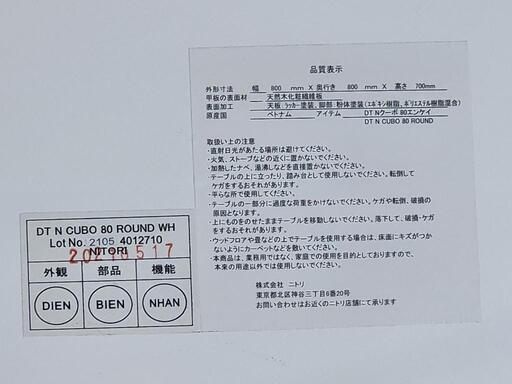 品質表示
外形寸法 幅 800 mm X 奥行き 800 mm X 高さ 700mm
甲板の表面材 天然木化粧繊維板
表面加工 天板:ラッカー塗装、脚部:粉体塗装(エポキシ樹脂、ポリエステル樹脂混合)
原産国 ベトナム アイテム DT Nクーボ 80エンケイ
DT N CUBO 80 ROUND
取扱い上の注意
・直射日光があたる場所は避けてください。
・火気、ストーブなどの近くに置かないでください。
・加熱したナベ、湯沸しなどを直接置かないでください。
・テーブルの上に立ったり、踏み台として使用しないでください。転倒して
ケガをするおそれがあります。
・平らな所で使用してください。
・テーブルの一部分に過度な荷重をかけないでください。ケガや転倒、破損の
原因となります。
・上にものをのせたままテーブルを移動しないでください。落下して、破損・ケガ
をするおそれがあります。
・ウッドフロアや畳などの上でテーブルを使用する場合は、床面にキズがつか
ないようにカーペットなどを敷いてください。
・本商品は、業務用ではなく、家庭での使用を目的としておりますので、
本来の用途以外では使用しないでください。
株式会社 ニトリ
東京都北区神谷三丁目6番20号
お問い合わせはお近くのニトリ店舗にて承ります
DT N CUBO 80 ROUND WH
Lot No. 2105 4012710
NITORI
外観 部品 機能
DIEN BIEN NHAN